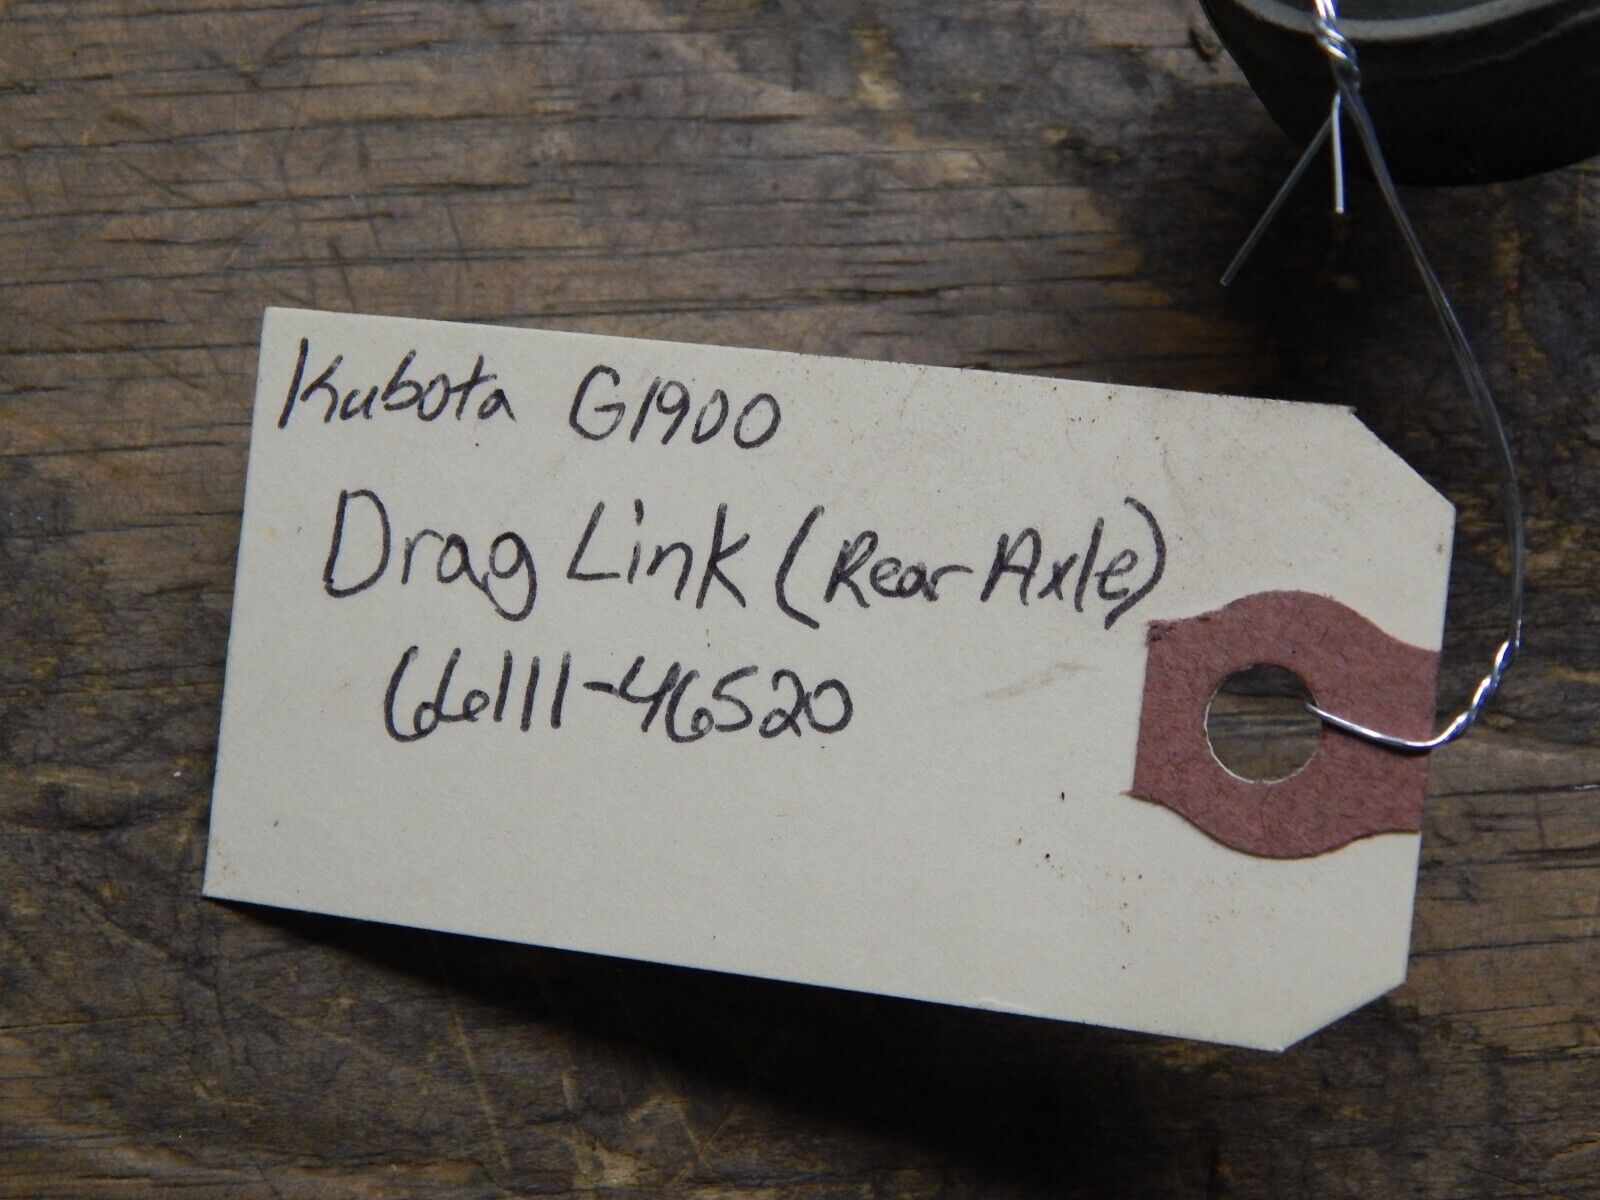 Kubota G1900
Drag Link (Rear Axle)
66111-46520